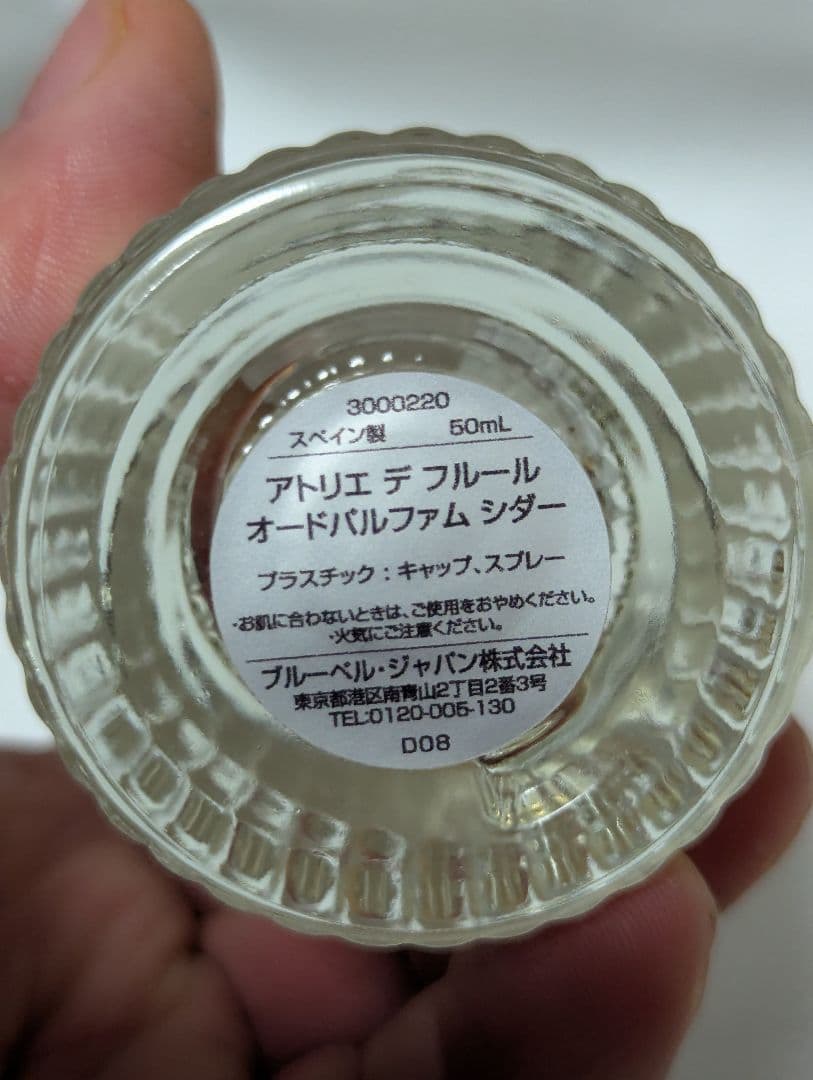 3000220
スペイン製 50mL
アトリエ デ フルール
オードパルファム シダー
プラスチック：キャップ、スプレー
・お肌に合わないときは、ご使用をおやめください。
・火気にご注意ください。
ブルーベル・ジャパン株式会社
東京都港区南青山2丁目2番3号
TEL:0120-005-130
D08